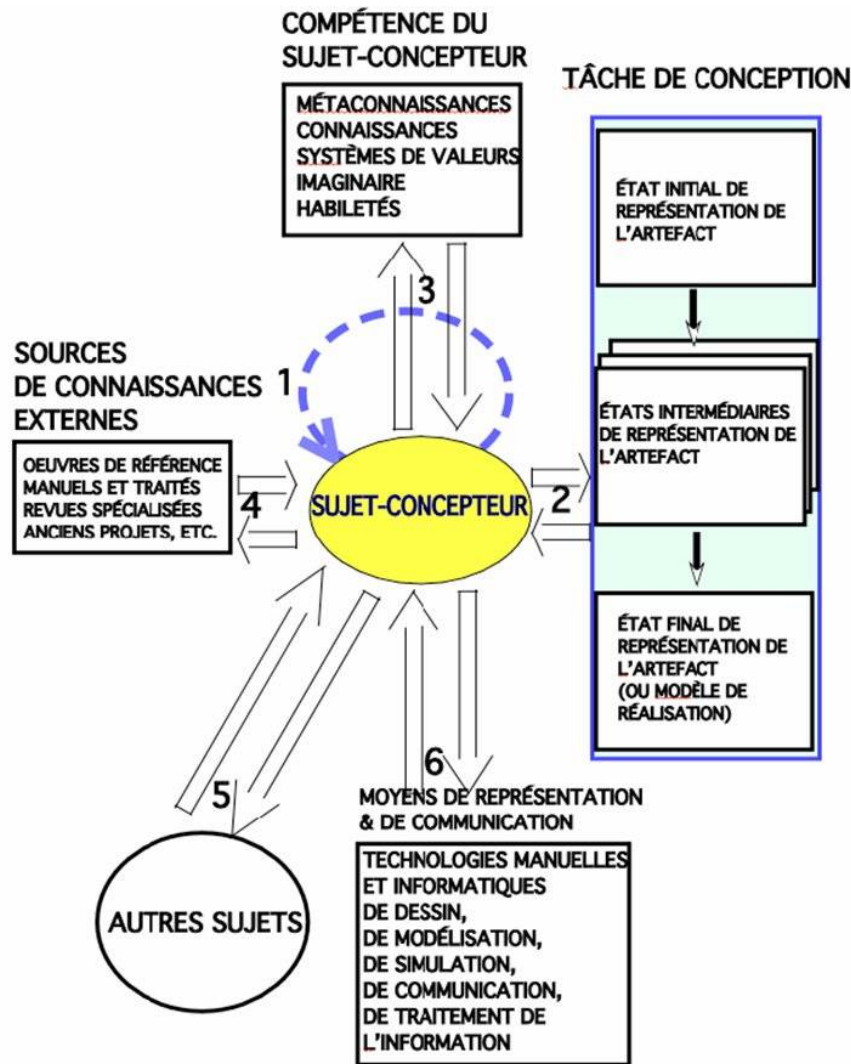 COMPÉTENCE DU
SUJET-CONCEPTEUR
MÉTACONNAISSANCES
CONNAISSANCES
SYSTÈMES DE VALEURS
IMAGINAIRE
HABILETÉS
TÂCHE DE CONCEPTION
ÉTAT INITIAL DE
REPRÉSENTATION DE
L'ARTEFACT
3
SOURCES
DE CONNAISSANCES
EXTERNES
1
OEUVRES DE RÉFÉRENCE
MANUELS ET TRAITÉS
REVUES SPÉCIALISÉES
ANCIENS PROJETS, ETC.
4
SUJET-CONCEPTEUR
2
ÉTATS INTERMÉDIAIRES
DE REPRÉSENTATION DE
L'ARTEFACT
ÉTAT FINAL DE
REPRÉSENTATION DE
L'ARTEFACT
(OU MODÈLE DE
RÉALISATION)
5
AUTRES SUJETS
6
MOYENS DE REPRÉSENTATION
& DE COMMUNICATION
TECHNOLOGIES MANUELLES
ET INFORMATIQUES
DE DESSIN,
DE MODÉLISATION,
DE SIMULATION,
DE COMMUNICATION,
DE TRAITEMENT DE
L'INFORMATION